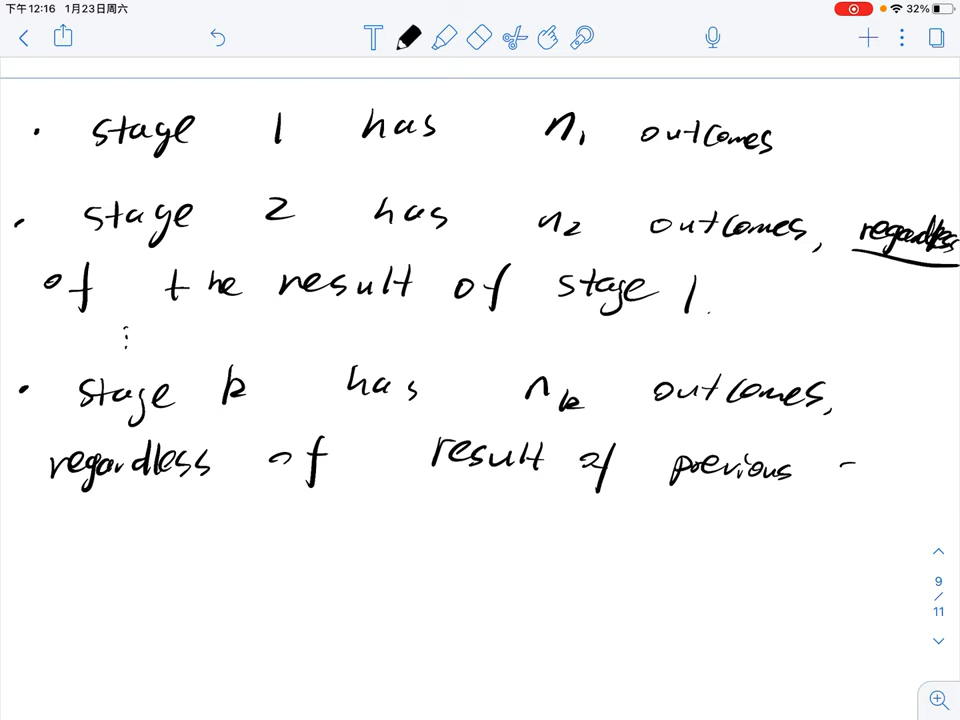 下午12:16 1月23日周六 32%
• stage 1 has n₁ outcomes
• stage 2 has n₂ outcomes, regardless
of the result of stage 1.
⋮
• stage k has nₖ outcomes,
regardless of result of previous
9
/
11